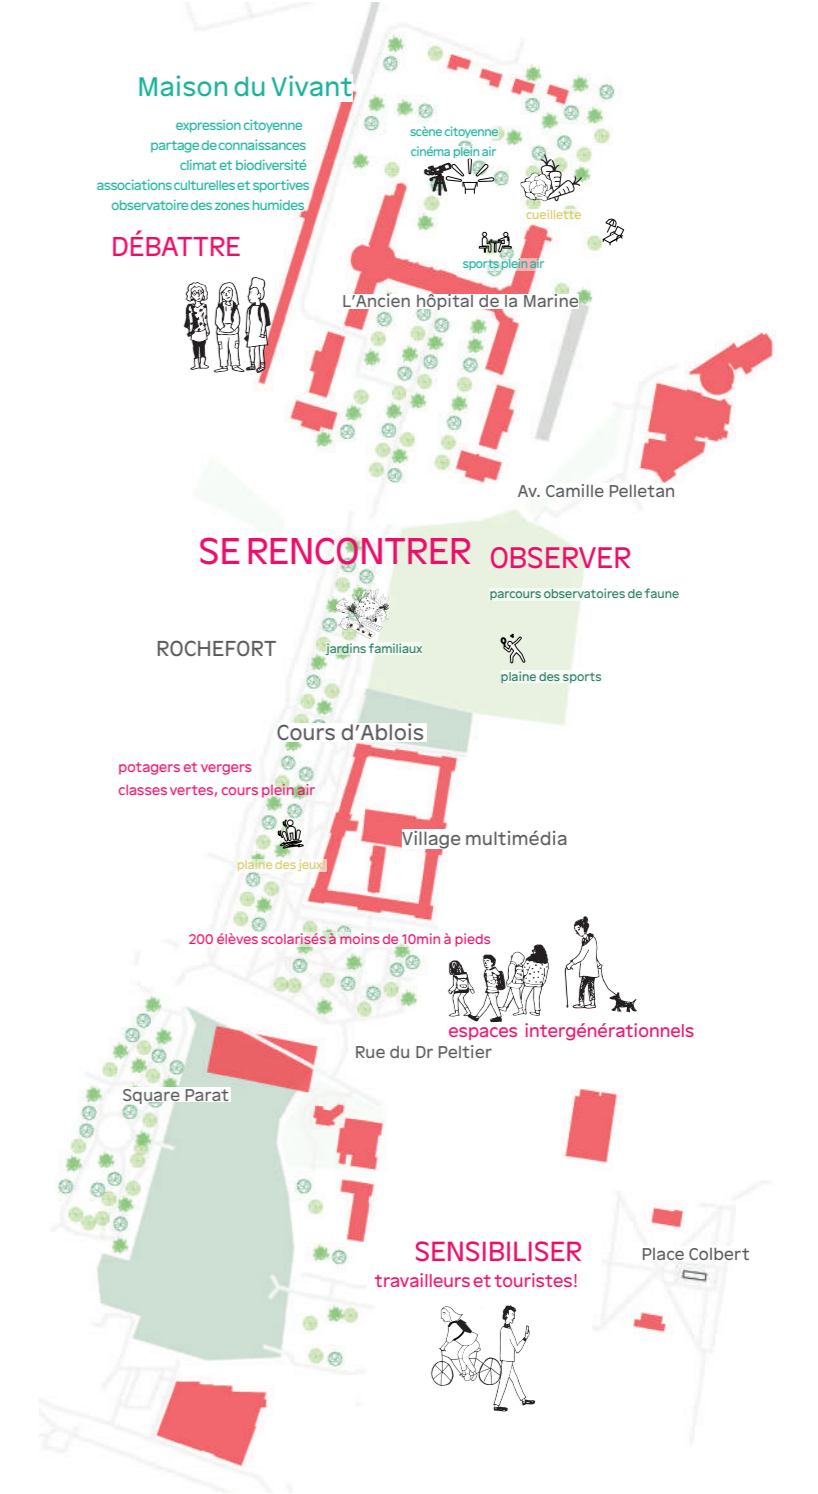 Maison du Vivant
expression citoyenne
partage de connaissances
climat et biodiversité
associations culturelles et sportives
observatoire des zones humides
DÉBATTRE
scène citoyenne
cinéma plein air
cueillette
sports plein air
L'Ancien hôpital de la Marine
Av. Camille Pelletan
SE RENCONTRER
OBSERVER
parcours observatoires de faune
ROCHEFORT
jardins familiaux
plaine des sports
Cours d'Ablois
potagers et vergers
classes vertes, cours plein air
Village multimédia
plaine des jeux!
200 élèves scolarisés à moins de 10min à pieds
espaces intergénérationnels
Rue du Dr Peltier
Square Parat
SENSIBILISER
travailleurs et touristes!
Place Colbert